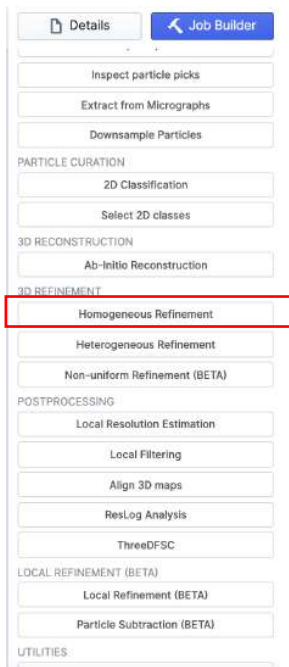 Details
Job Builder
Inspect particle picks
Extract from Micrographs
Downsample Particles
PARTICLE CURATION
2D Classification
Select 2D classes
3D RECONSTRUCTION
Ab-Initio Reconstruction
3D REFINEMENT
Homogeneous Refinement
Heterogeneous Refinement
Non-uniform Refinement (BETA)
POSTPROCESSING
Local Resolution Estimation
Local Filtering
Align 3D maps
ResLog Analysis
ThreeDFSC
LOCAL REFINEMENT (BETA)
Local Refinement (BETA)
Particle Subtraction (BETA)
UTILITIES